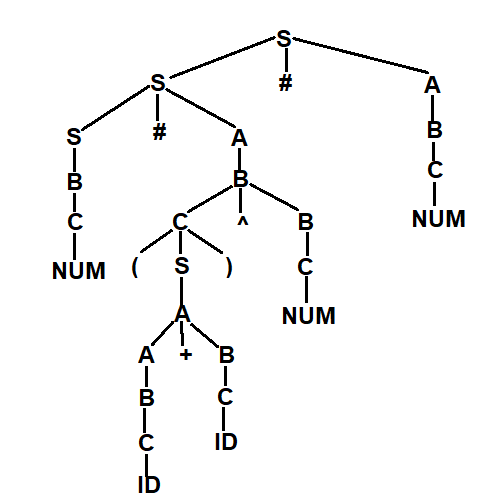 S
S # A
S # A B
B B C
C C ^ B NUM
NUM ( S ) C
A NUM
A + B
B C
C ID
ID